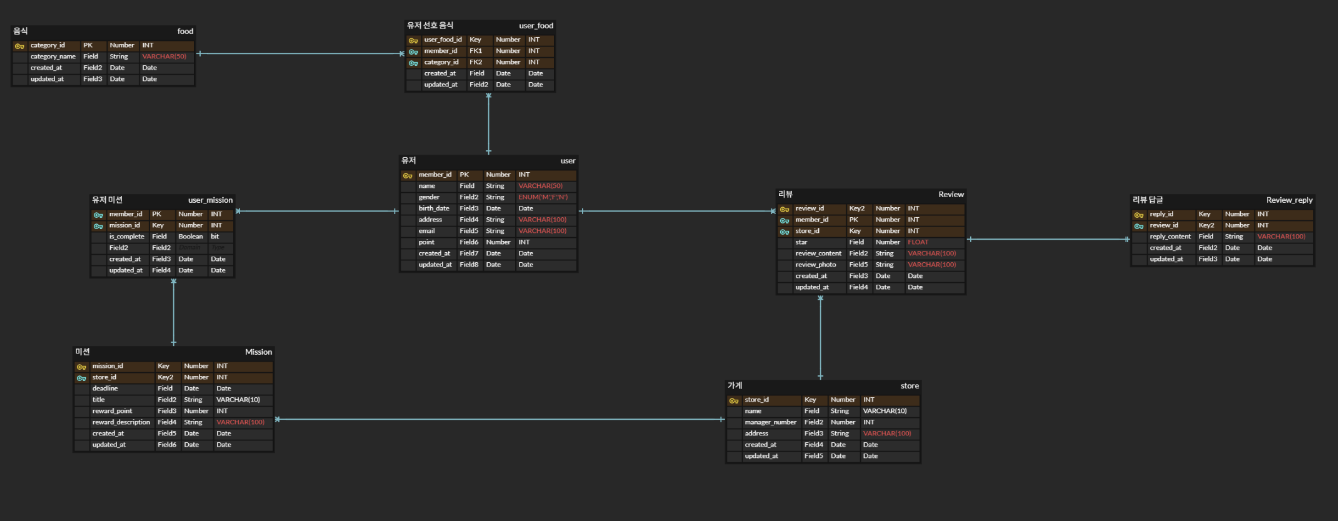 음식 food
category_id PK Number INT
category_name Field String VARCHAR(50)
created_at Field2 Date Date
updated_at Field3 Date Date
유저 선호 음식 user_food
user_food_id Key Number INT
member_id FK1 Number INT
category_id FK2 Number INT
created_at Field Date Date
updated_at Field2 Date Date
유저 user
member_id PK Number INT
name Field String VARCHAR(50)
gender Field2 String ENUM('M','F','N')
birth_date Field3 Date Date
address Field4 String VARCHAR(100)
email Field5 String VARCHAR(100)
point Field6 Number INT
created_at Field7 Date Date
updated_at Field8 Date Date
유저 미션 user_mission
member_id PK Number INT
mission_id Key Number INT
is_complete Field Boolean bit
Field2 Field2
created_at Field3 Date Date
updated_at Field4 Date Date
리뷰 Review
review_id Key2 Number INT
member_id PK Number INT
store_id Key Number INT
star Field Number FLOAT
review_content Field2 String VARCHAR(100)
review_photo Field5 String VARCHAR(100)
created_at Field3 Date Date
updated_at Field4 Date Date
리뷰 답글 Review_reply
reply_id Key Number INT
review_id Key2 Number INT
reply_content Field String VARCHAR(100)
created_at Field2 Date Date
updated_at Field3 Date Date
미션 Mission
mission_id Key Number INT
store_id Key2 Number INT
deadline Field Date Date
title Field2 String VARCHAR(10)
reward_point Field3 Number INT
reward_description Field4 String VARCHAR(100)
created_at Field5 Date Date
updated_at Field6 Date Date
가게 store
store_id Key Number INT
name Field String VARCHAR(10)
manager_number Field2 Number INT
address Field3 String VARCHAR(100)
created_at Field4 Date Date
updated_at Field5 Date Date